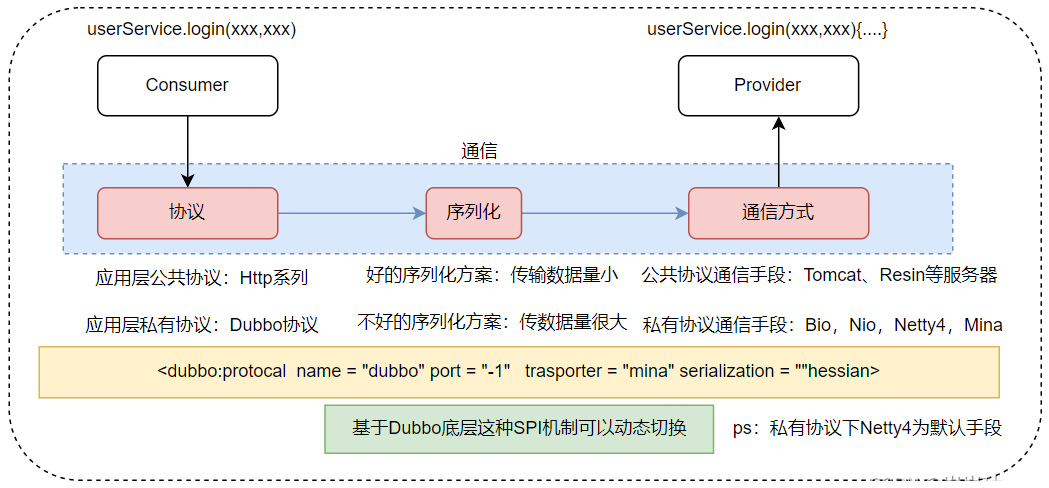 userService.login(xxx,xxx)
userService.login(xxx,xxx){....}
Consumer
Provider
通信
协议
序列化
通信方式
应用层公共协议：Http系列
好的序列化方案：传输数据量小
公共协议通信手段：Tomcat、Resin等服务器
应用层私有协议：Dubbo协议
不好的序列化方案：传数据量很大
私有协议通信手段：Bio，Nio，Netty4，Mina
<dubbo:protocal name = "dubbo" port = "-1" trasporter = "mina" serialization = ""hessian>
基于Dubbo底层这种SPI机制可以动态切换
ps：私有协议下Netty4为默认手段